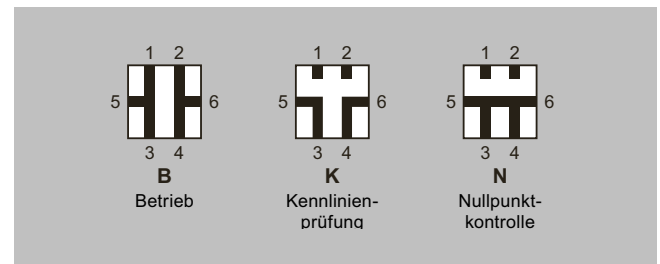 1 2 1 2 1 2
5 6 5 6 5 6
3 4 3 4 3 4
B K N
Betrieb Kennlinien- Nullpunkt-
prüfung kontrolle